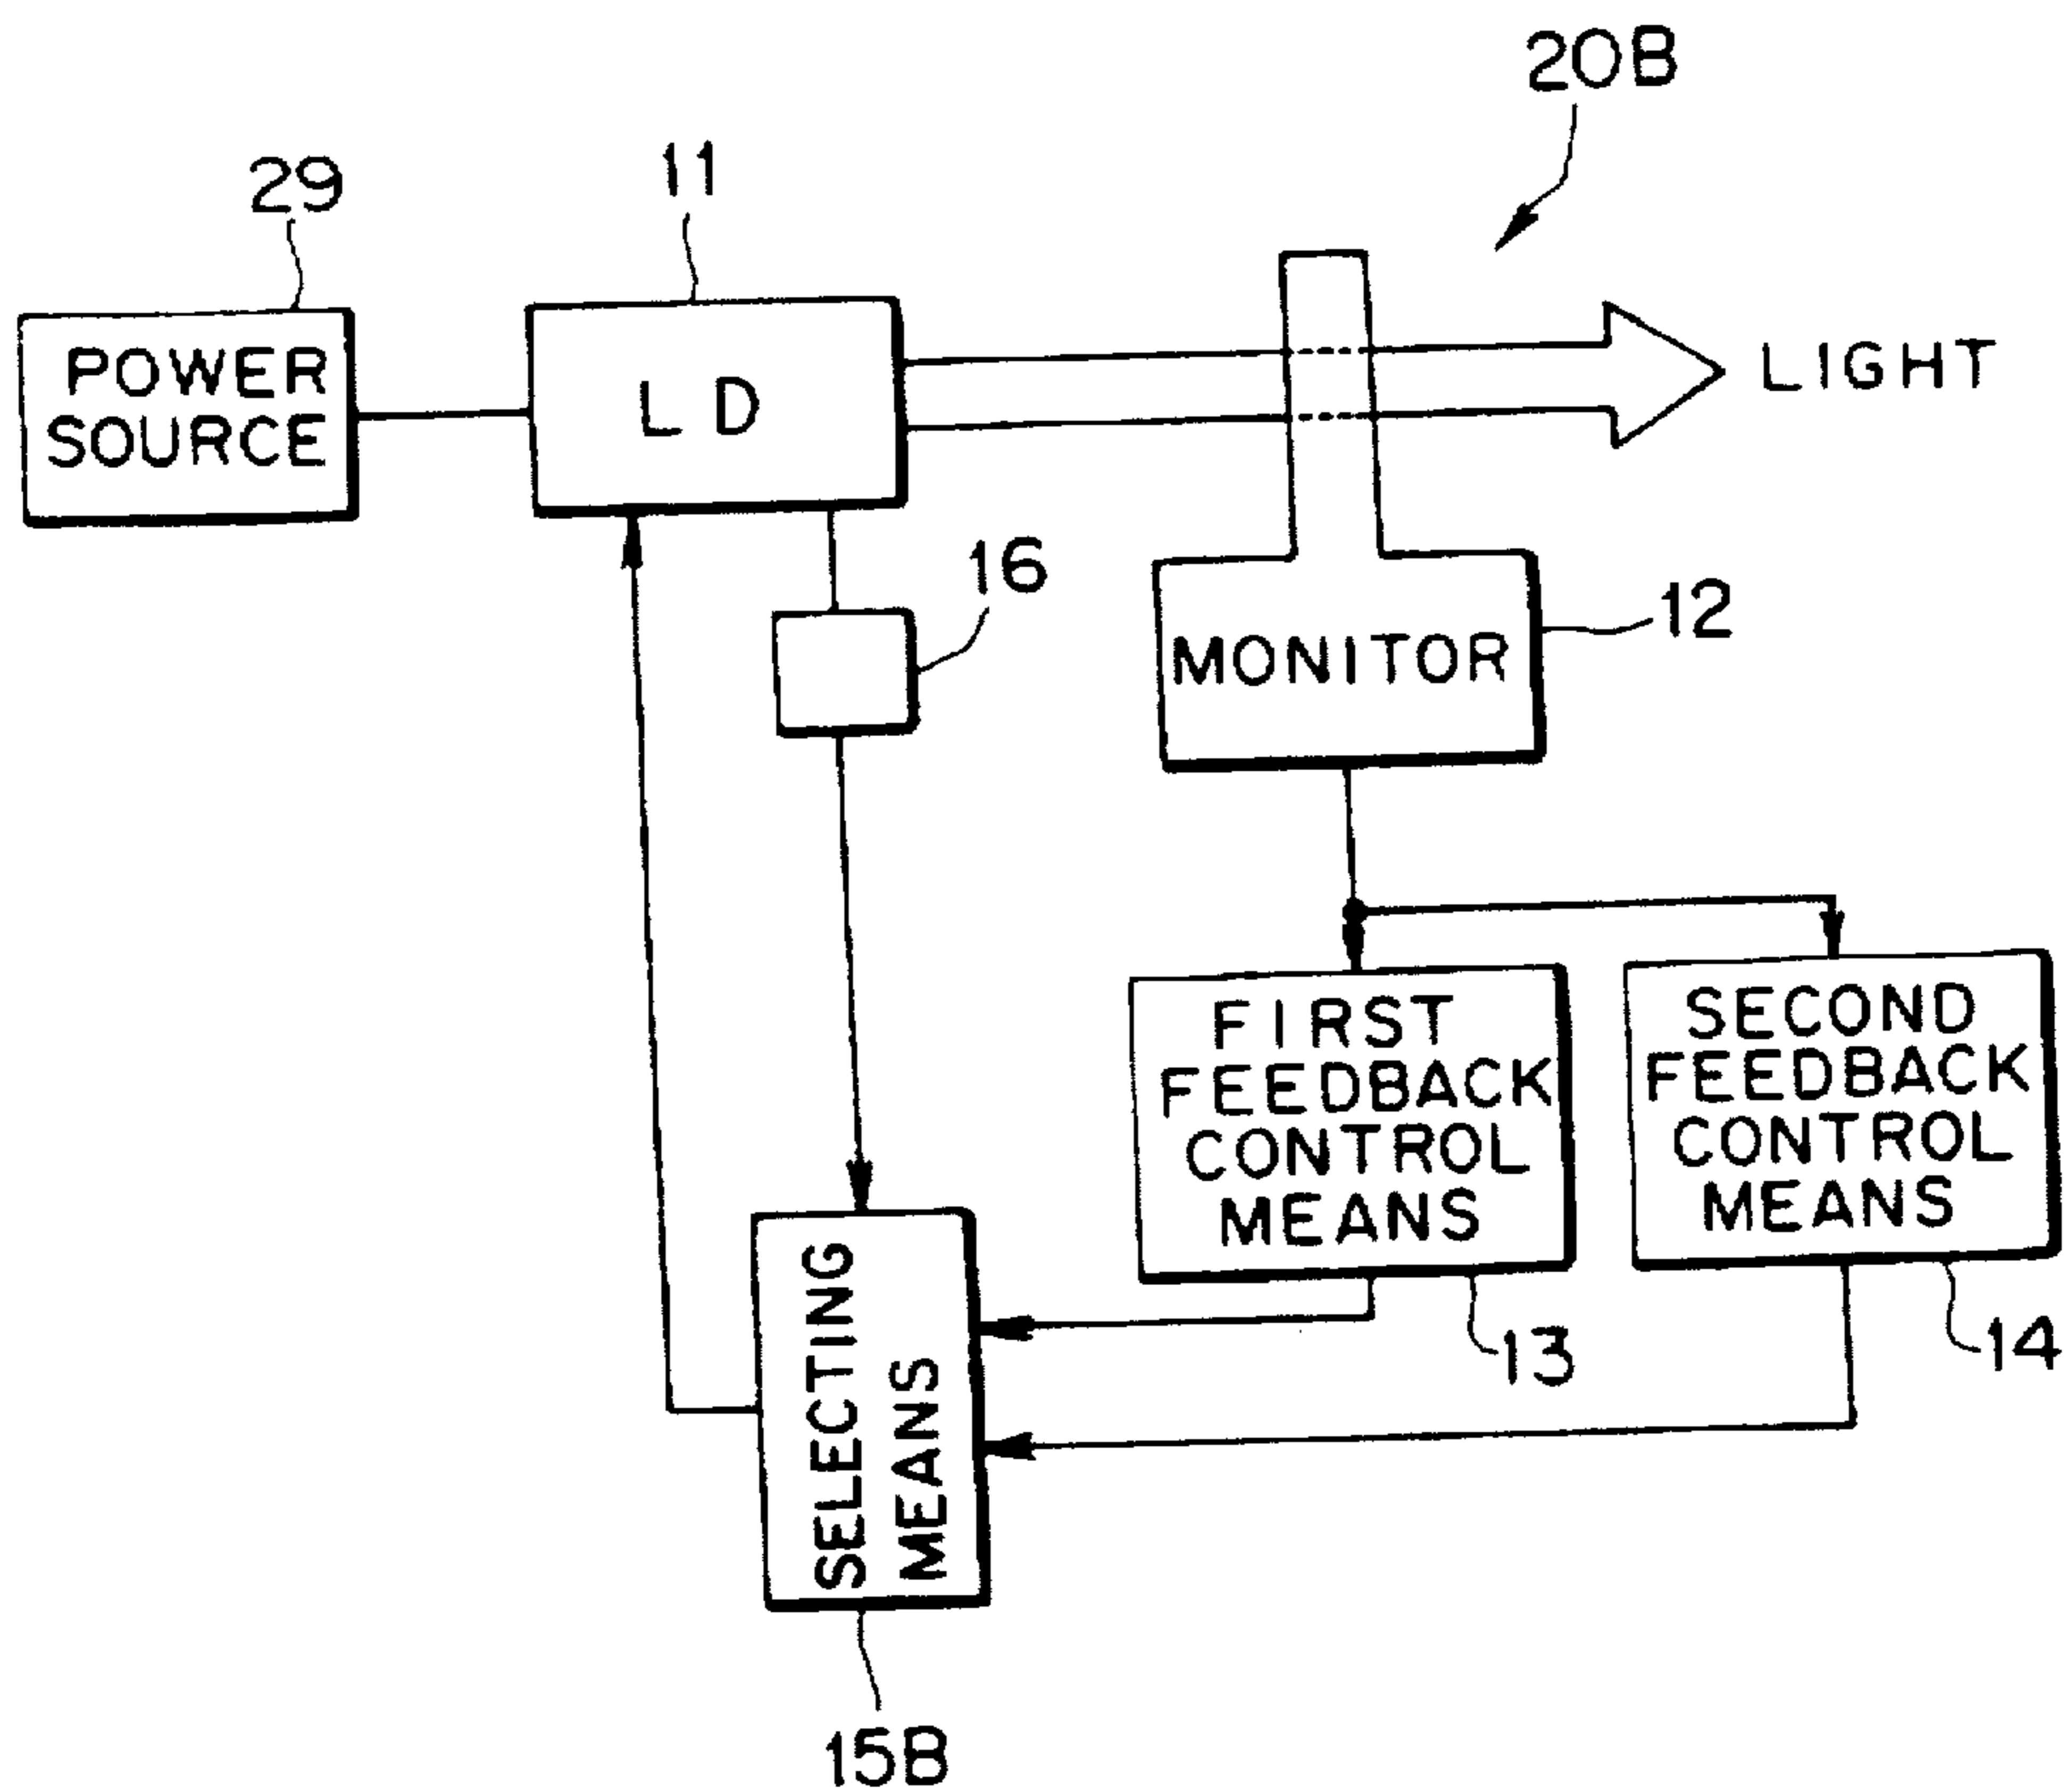 20B
29
11
POWER
SOURCE
LD
LIGHT
16
12
MONITOR
FIRST
FEEDBACK
CONTROL
MEANS
SECOND
FEEDBACK
CONTROL
MEANS
13
14
SELECTING
MEANS
15B